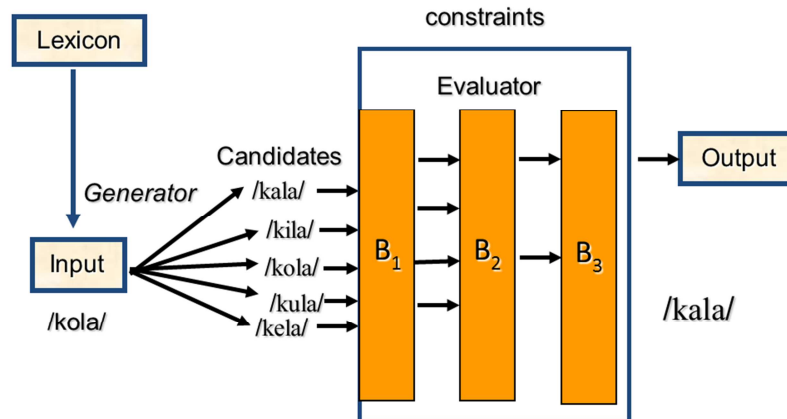 constraints
Lexicon
Evaluator
Candidates
Output
Generator
/kala/
/kila/
Input
/kola/
B1
B2
B3
/kula/
/kela/
/kola/
/kala/